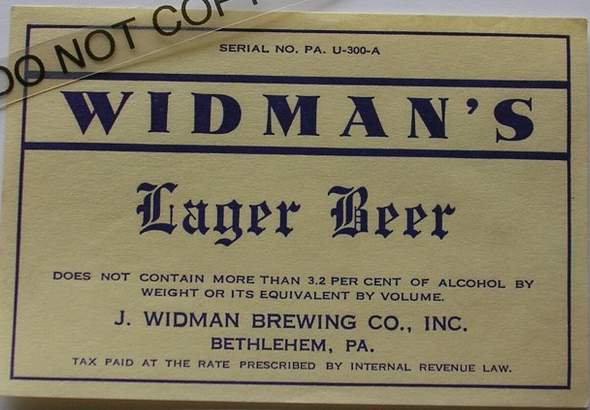 DO NOT COPY
SERIAL NO. PA. U-300-A
WIDMAN'S
Lager Beer
DOES NOT CONTAIN MORE THAN 3.2 PER CENT OF ALCOHOL BY
WEIGHT OR ITS EQUIVALENT BY VOLUME.
J. WIDMAN BREWING CO., INC.
BETHLEHEM, PA.
TAX PAID AT THE RATE PRESCRIBED BY INTERNAL REVENUE LAW.